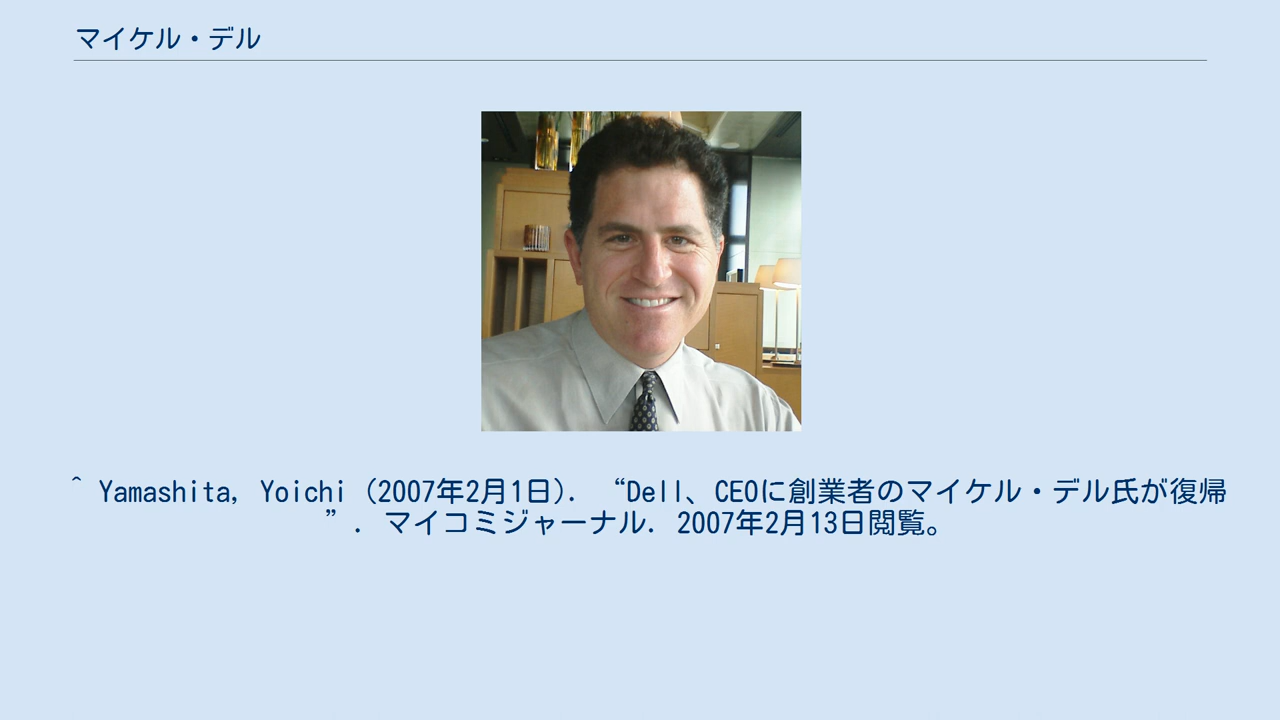 マイケル・デル
^ Yamashita, Yoichi (2007年2月1日). “Dell、CEOに創業者のマイケル・デル氏が復帰
”. マイコミジャーナル. 2007年2月13日閲覧。